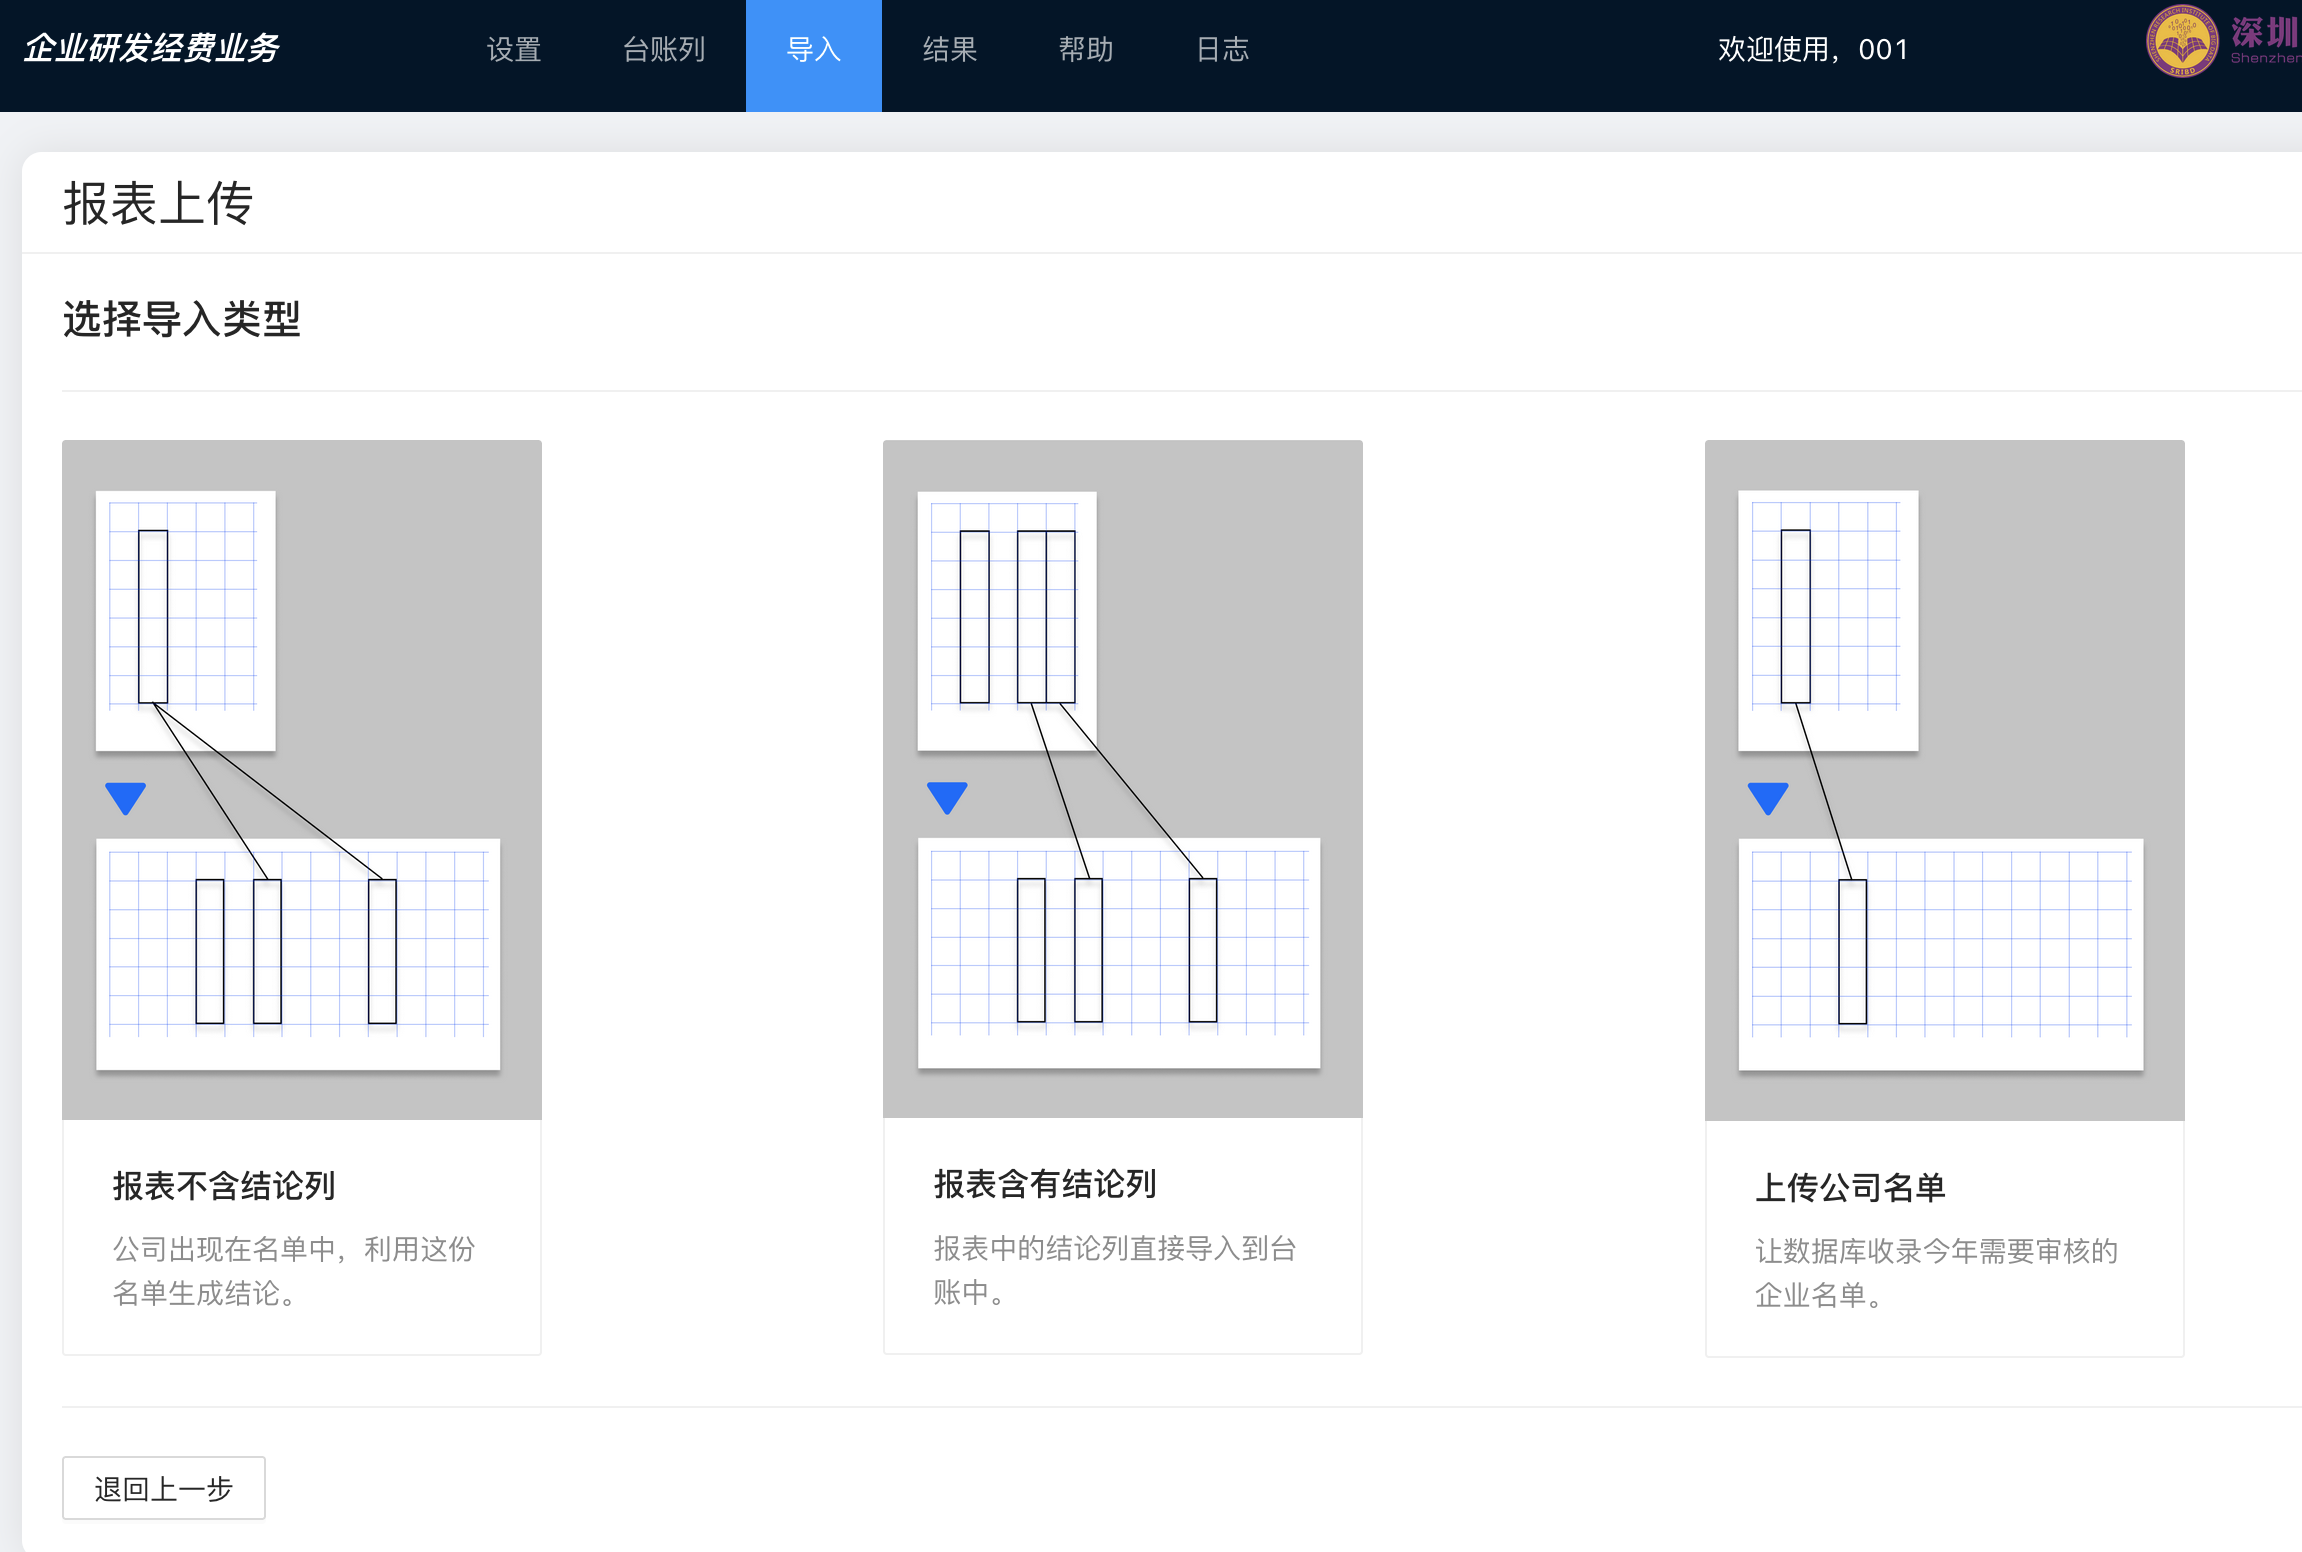 企业研发经费业务
设置
台账列
导入
结果
帮助
日志
欢迎使用，001
SRIBD
深圳
Shenzhen
报表上传
选择导入类型
报表不含结论列
公司出现在名单中，利用这份
名单生成结论。
报表含有结论列
报表中的结论列直接导入到台
账中。
上传公司名单
让数据库收录今年需要审核的
企业名单。
退回上一步